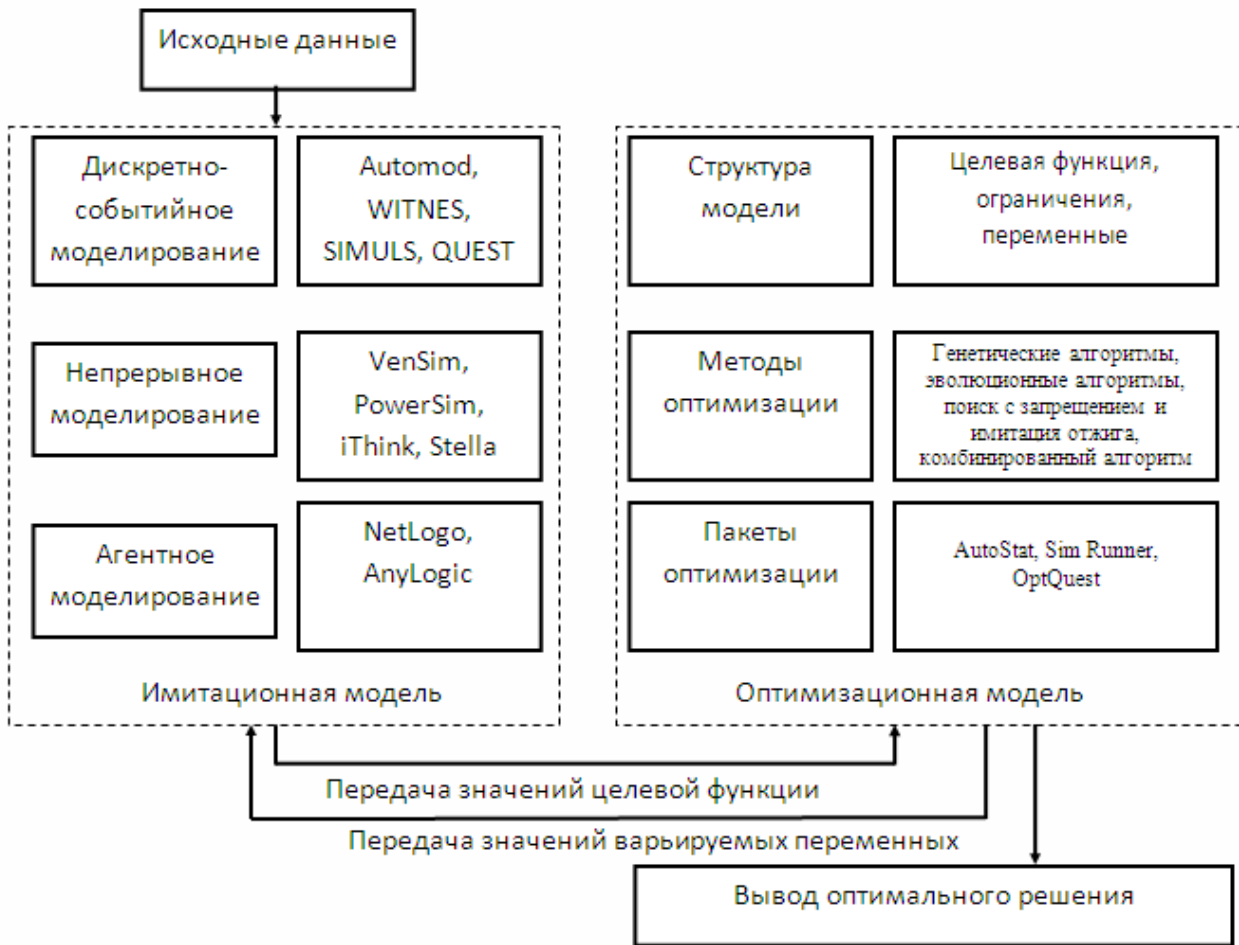 Исходные данные
Дискретно-
событийное
моделирование
Automod,
WITNES,
SIMULS, QUEST
Непрерывное
моделирование
VenSim,
PowerSim,
iThink, Stella
Агентное
моделирование
NetLogo,
AnyLogic
Имитационная модель
Структура
модели
Целевая функция,
ограничения,
переменные
Методы
оптимизации
Генетические алгоритмы,
эволюционные алгоритмы,
поиск с запрещением и
имитация отжига,
комбинированный алгоритм
Пакеты
оптимизации
AutoStat, Sim Runner,
OptQuest
Оптимизационная модель
Передача значений целевой функции
Передача значений варьируемых переменных
Вывод оптимального решения